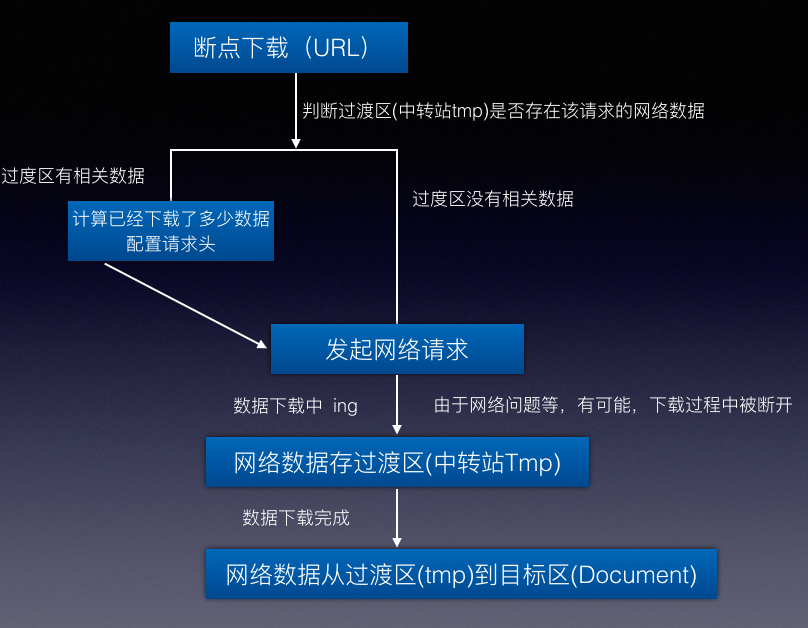 断点下载（URL）
判断过渡区(中转站tmp)是否存在该请求的网络数据
过度区有相关数据
过度区没有相关数据
计算已经下载了多少数据
配置请求头
发起网络请求
数据下载中 ing
由于网络问题等，有可能，下载过程中被断开
网络数据存过渡区(中转站Tmp)
数据下载完成
网络数据从过渡区(tmp)到目标区(Document)